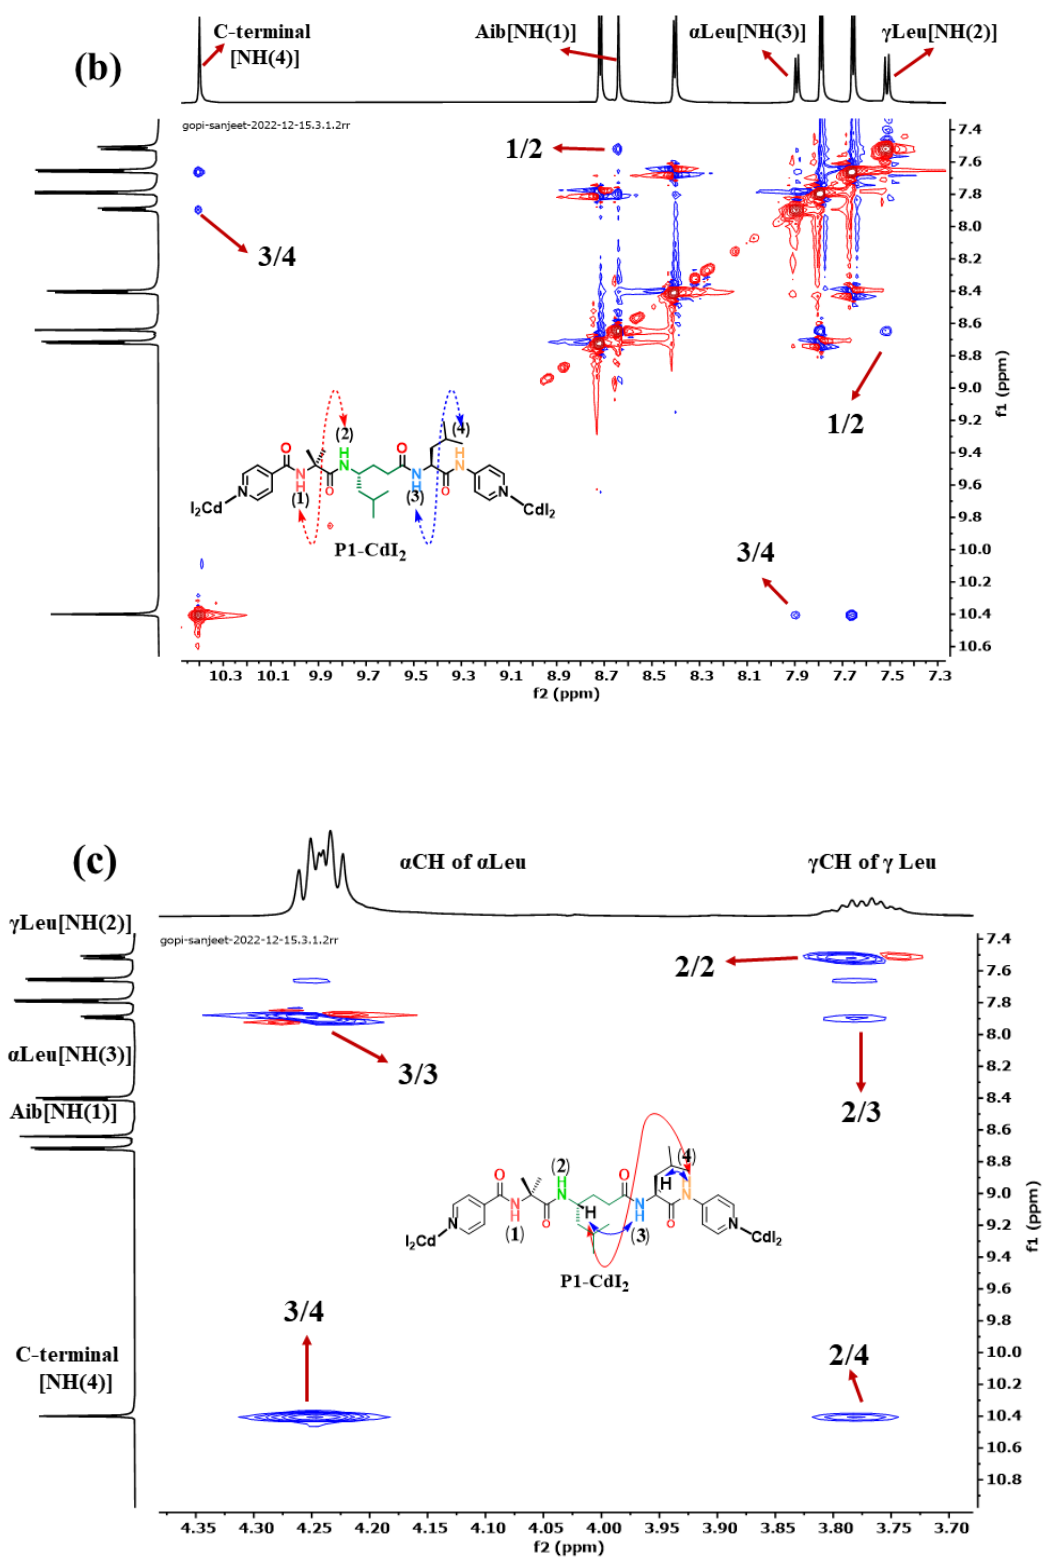 (b)
C-terminal
[NH(4)]
Aib[NH(1)]
αLeu[NH(3)]
γLeu[NH(2)]
gopi-sanjeet-2022-12-15.3.1.2rr
1/2
3/4
1/2
3/4
O
(2)
H
N
O
N
H
(1)
O
O
N
H
(3)
(4)
H
N
O
N
N
I₂Cd
CdI₂
P1-CdI₂
7.4
7.6
7.8
8.0
8.2
8.4
8.6
8.8
9.0
9.2
9.4
9.6
9.8
10.0
10.2
10.4
10.6
f1 (ppm)
10.3 10.1 9.9 9.7 9.5 9.3 9.1 8.9 8.7 8.5 8.3 8.1 7.9 7.7 7.5 7.3
f2 (ppm)
(c)
αCH of αLeu
γCH of γ Leu
γLeu[NH(2)]
gopi-sanjeet-2022-12-15.3.1.2rr
2/2
αLeu[NH(3)]
3/3
2/3
Aib[NH(1)]
O
(2)
H
N
O
N
H
(1)
H
O
N
H
(3)
(4)
H
N
O
N
N
I₂Cd
CdI₂
P1-CdI₂
3/4
2/4
C-terminal
[NH(4)]
7.4
7.6
7.8
8.0
8.2
8.4
8.6
8.8
9.0
9.2
9.4
9.6
9.8
10.0
10.2
10.4
10.6
10.8
f1 (ppm)
4.35 4.30 4.25 4.20 4.15 4.10 4.05 4.00 3.95 3.90 3.85 3.80 3.75 3.70
f2 (ppm)